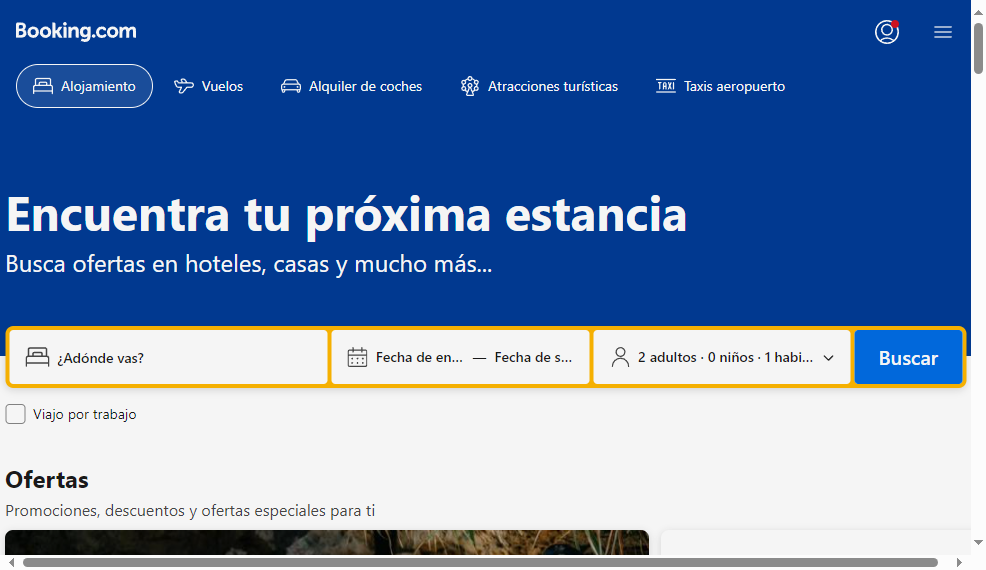 Booking.com
Alojamiento
Vuelos
Alquiler de coches
Atracciones turísticas
TAXI
Taxis aeropuerto
Encuentra tu próxima estancia
Busca ofertas en hoteles, casas y mucho más...
¿Adónde vas?
Fecha de en... — Fecha de s...
2 adultos · 0 niños · 1 habi...
Buscar
Viajo por trabajo
Ofertas
Promociones, descuentos y ofertas especiales para ti